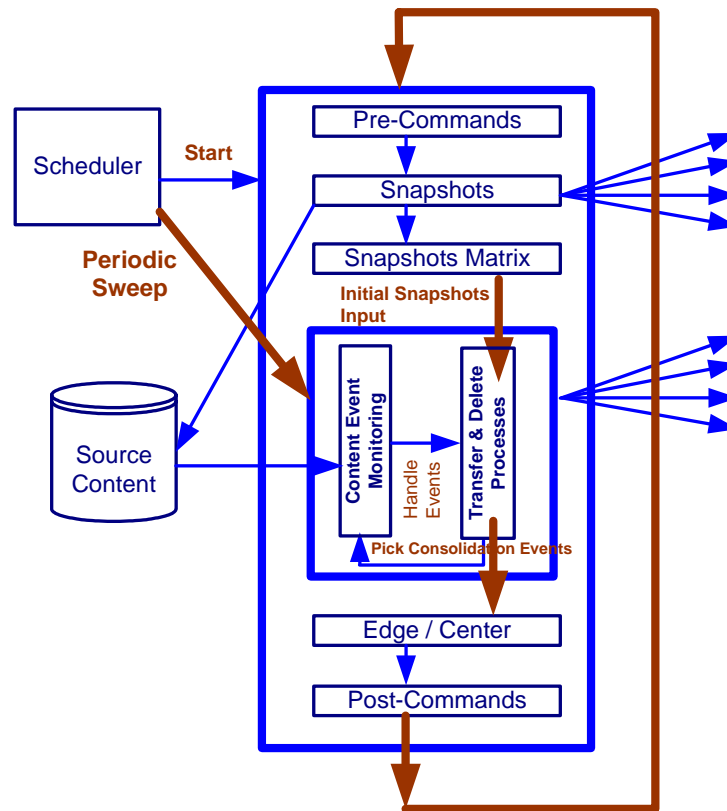 Pre-Commands
Scheduler
Start
Snapshots
Periodic
Sweep
Snapshots Matrix
Initial Snapshots
Input
Source
Content
Content Event
Monitoring
Handle
Events
Transfer & Delete
Processes
Pick Consolidation Events
Edge / Center
Post-Commands